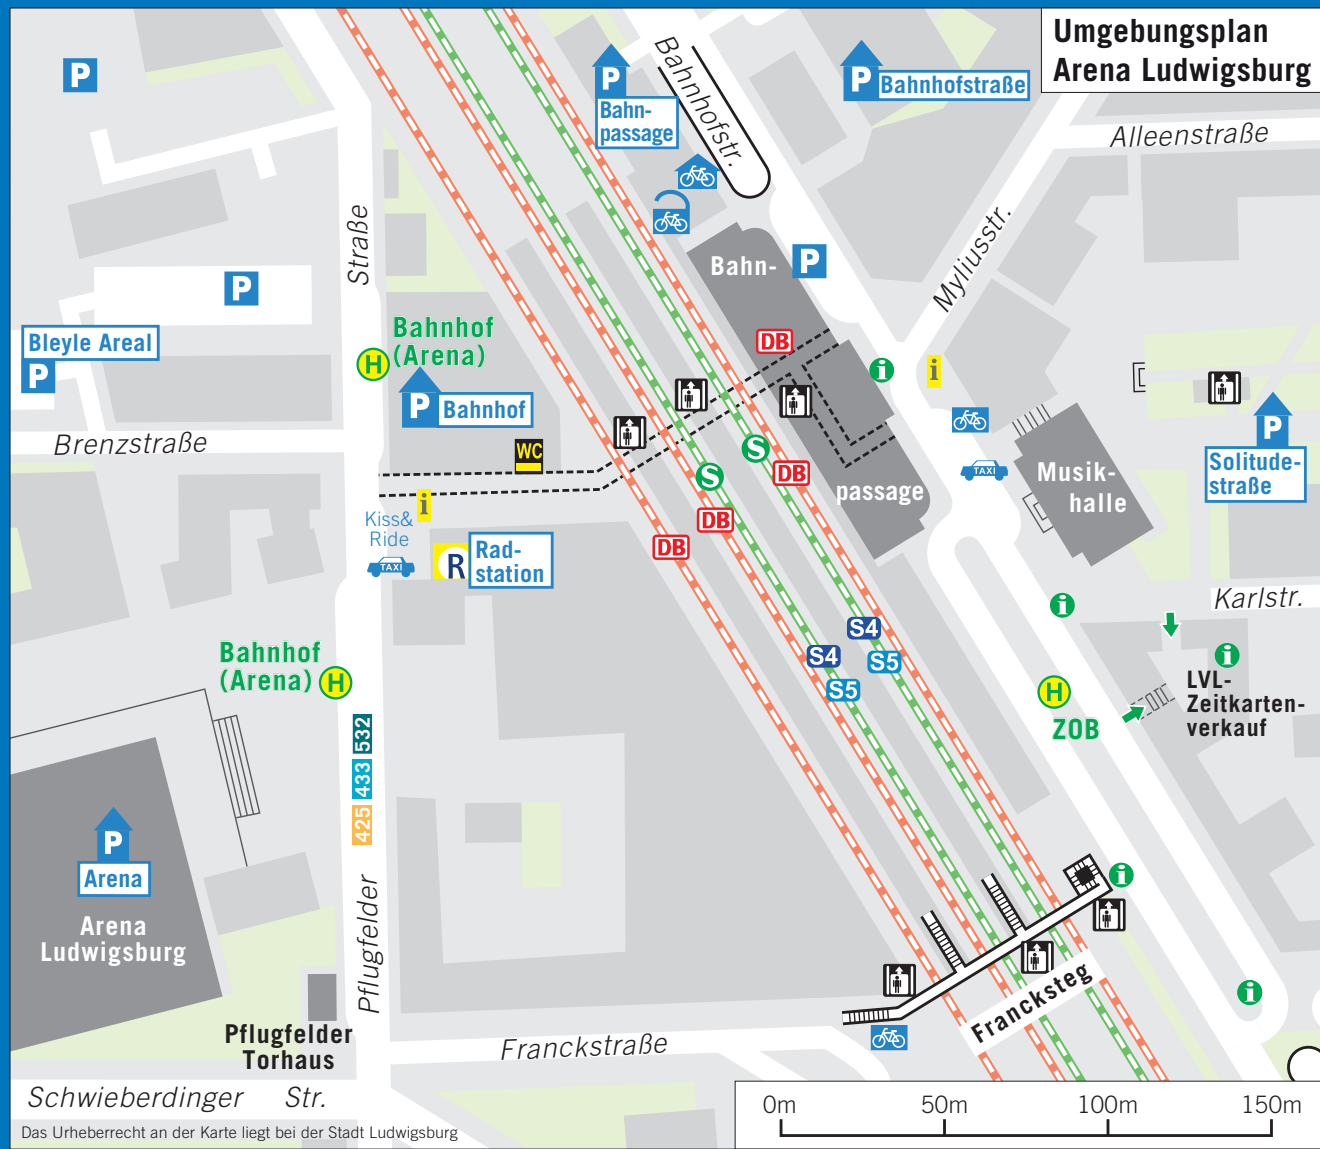 Umgebungsplan
Arena Ludwigsburg
P
P
Bahn-
passage
Bahnhofstr.
P
Bahnhofstraße
Alleenstraße
Straße
Myliusstr.
Bahn-
P
P
Bleyle Areal
P
Bahnhof
(Arena)
H
P
Bahnhof
DB
i
i
P
Solitude-
straße
Brenzstraße
WC
S
S
DB
passage
TAXI
Musik-
halle
i
Kiss&
Ride
TAXI
R
Rad-
station
DB
DB
Karlstr.
i
S4
S4
S5
S5
Bahnhof
(Arena)
H
H
ZOB
i
LVL-
Zeitkarten-
verkauf
532
433
425
P
Arena
Arena
Ludwigsburg
Pflugfelder
i
i
Francksteg
Pflugfelder
Torhaus
Franckstraße
Schwieberdinger Str.
Das Urheberrecht an der Karte liegt bei der Stadt Ludwigsburg
0m 50m 100m 150m